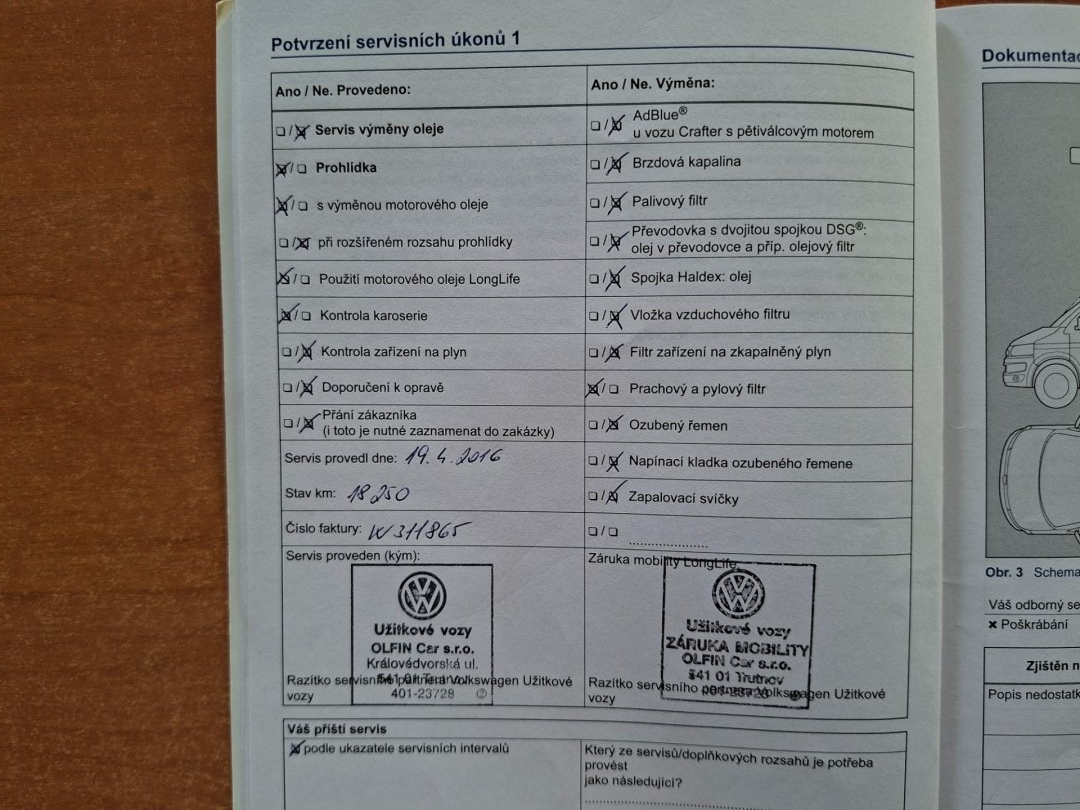 Potvrzení servisních úkonů 1
Ano / Ne. Provedeno:
❏ /❏ Servis výměny oleje
❏ /❏ Prohlídka
❏ /❏ s výměnou motorového oleje
❏ /❏ při rozšířeném rozsahu prohlídky
❏ /❏ Použití motorového oleje LongLife
❏ /❏ Kontrola karoserie
❏ /❏ Kontrola zařízení na plyn
❏ /❏ Doporučení k opravě
❏ /❏ Přání zákazníka
(i toto je nutné zaznamenat do zakázky)
Servis provedl dne: 19. 4. 2016
Stav km: 18 250
Číslo faktury: W311865
Servis proveden (kým):
Užitkové vozy
OLFIN Car s.r.o.
Královédvorská ul.
541 01 Trutnov
401-23728 ②
Razítko servisního partnera Volkswagen Užitkové
vozy
Ano / Ne. Výměna:
❏ /❏ AdBlue®
u vozu Crafter s pětiválcovým motorem
❏ /❏ Brzdová kapalina
❏ /❏ Palivový filtr
❏ /❏ Převodovka s dvojitou spojkou DSG®:
olej v převodovce a příp. olejový filtr
❏ /❏ Spojka Haldex: olej
❏ /❏ Vložka vzduchového filtru
❏ /❏ Filtr zařízení na zkapalněný plyn
❏ /❏ Prachový a pylový filtr
❏ /❏ Ozubený řemen
❏ /❏ Napínací kladka ozubeného řemene
❏ /❏ Zapalovací svíčky
❏ /❏ ....................
Záruka mobility LongLife:
Užitkové vozy
ZÁRUKA MOBILITY
OLFIN Car s.r.o.
541 01 Trutnov
Razítko servisního partnera Volkswagen Užitkové
vozy
Váš příští servis
❏ podle ukazatele servisních intervalů
Který ze servisů/doplňkových rozsahů je potřeba
provést
jako následující?
Dokumentac
Obr. 3 Schema
Váš odborný se
× Poškrábání
Zjištěn n
Popis nedostatk